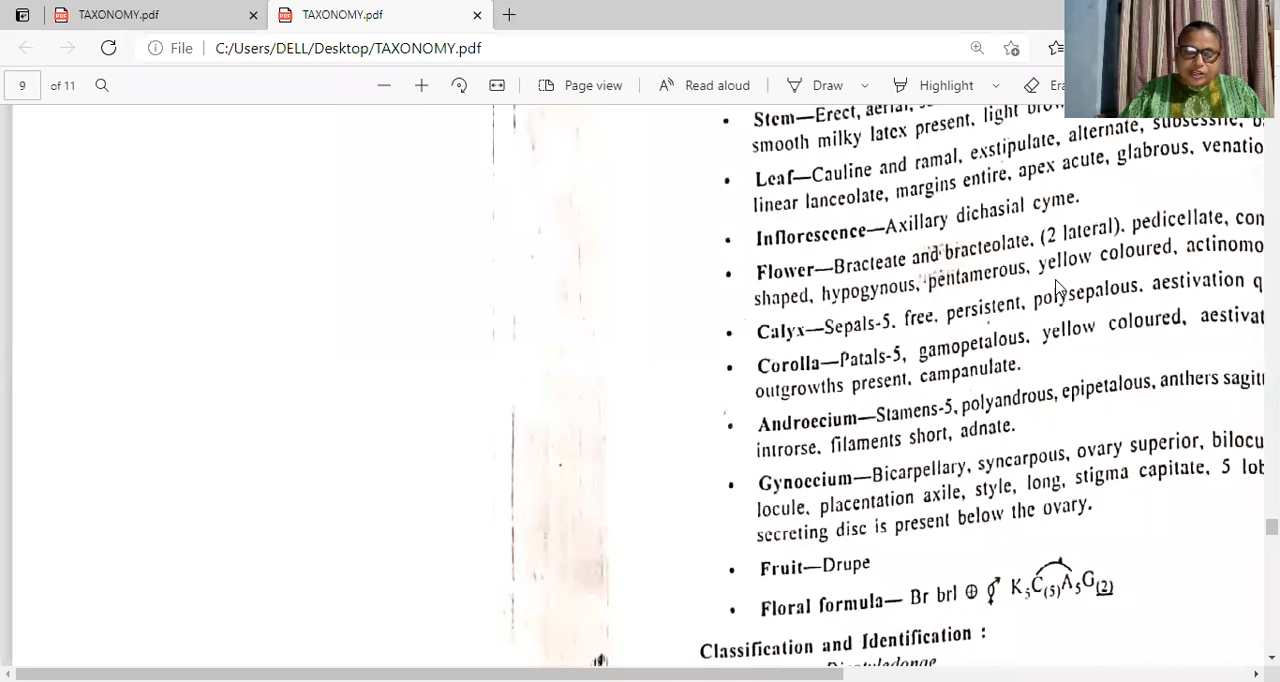 TAXONOMY.pdf
TAXONOMY.pdf
File C:/Users/DELL/Desktop/TAXONOMY.pdf
9 of 11 Page view Read aloud Draw Highlight
Stem—Erect, aerial,
smooth milky latex present, light
Leaf—Cauline and ramal, exstipulate, alternate, subsessile,
linear lanceolate, margins entire, apex acute, glabrous,
Inflorescence—Axillary dichasial cyme.
Flower—Bracteate and bracteolate, (2 lateral), pedicellate,
shaped, hypogynous, pentamerous, yellow coloured,
Calyx—Sepals-5, free, persistent, polysepalous, aestivation
Corolla—Patals-5, gamopetalous, yellow coloured,
outgrowths present, campanulate.
Androecium—Stamens-5, polyandrous, epipetalous, anthers
introrse, filaments short, adnate.
Gynoecium—Bicarpellary, syncarpous, ovary superior,
locule, placentation axile, style, long, stigma capitate, 5
secreting disc is present below the ovary.
Fruit—Drupe
Floral formula— Br brl ⊕ ⚥ K5C(5)A5G(2)
Classification and Identification :